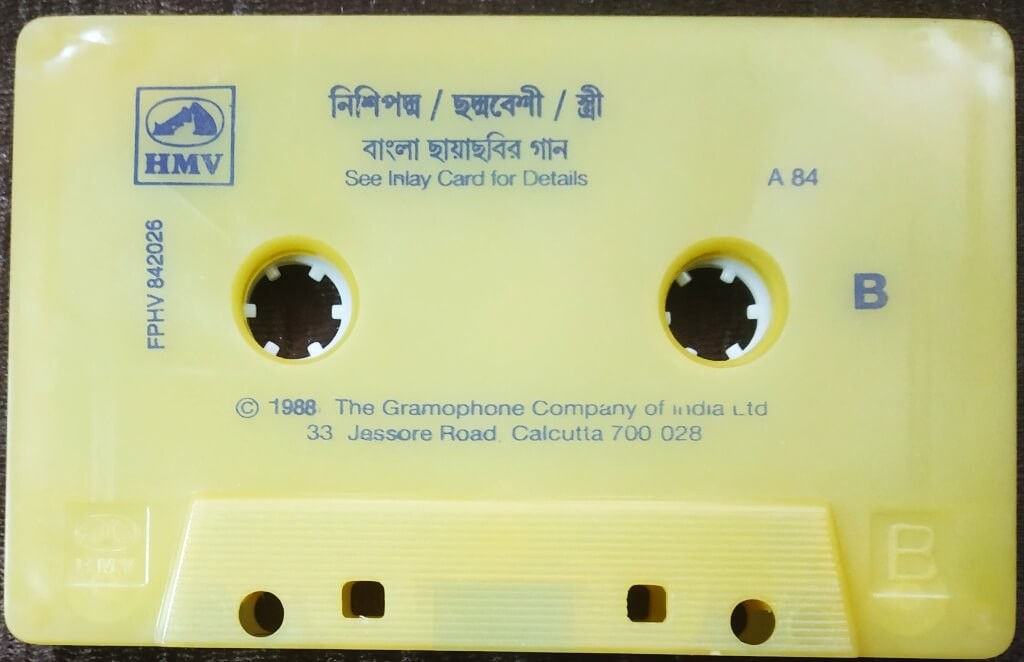 নিশিপদ্ম / ছদ্মবেশী / স্ত্রী
বাংলা ছায়াছবির গান
See Inlay Card for Details
A 84
HMV
FPHV 842026
B
© 1988 The Gramophone Company of India Ltd
33 Jessore Road, Calcutta 700 028
HMV
B